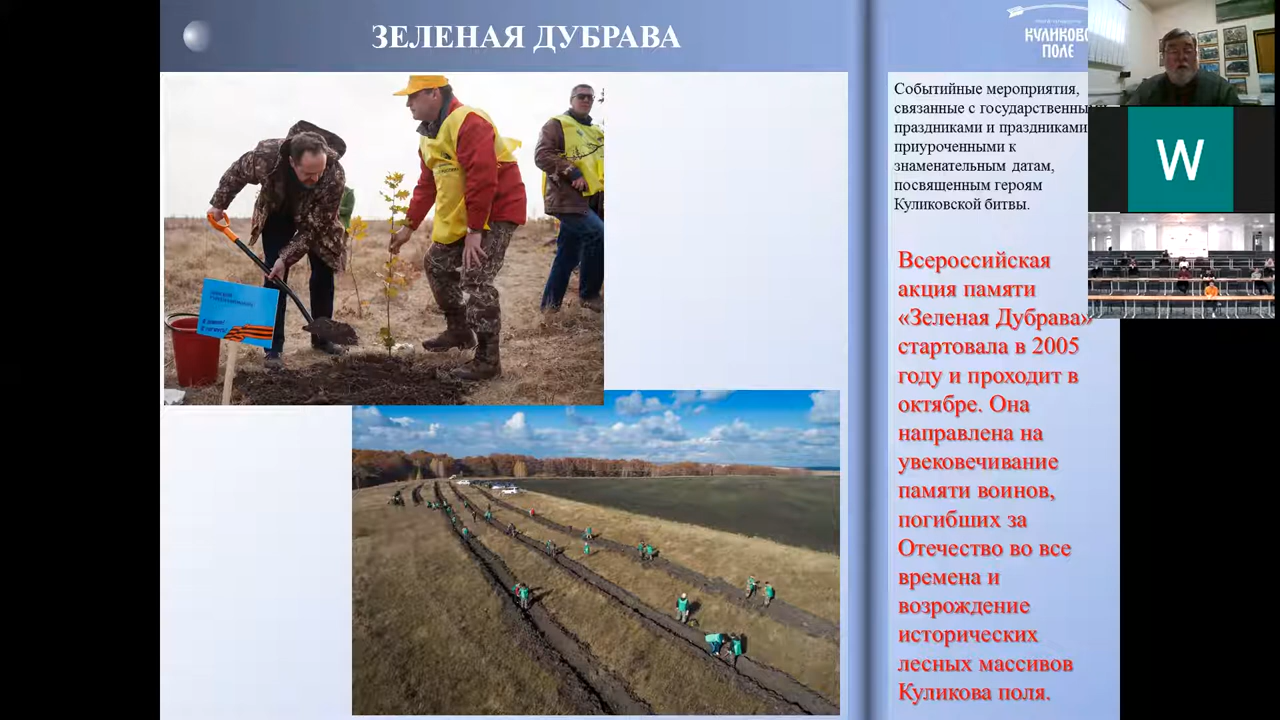 ЗЕЛЕНАЯ ДУБРАВА
КУЛИКОВО
ПОЛЕ
Событийные мероприятия,
связанные с государственными
праздниками и праздниками
приуроченными к
знаменательным датам,
посвященным героям
Куликовской битвы.
Всероссийская
акция памяти
«Зеленая Дубрава»
стартовала в 2005
году и проходит в
октябре. Она
направлена на
увековечивание
памяти воинов,
погибших за
Отечество во все
времена и
возрождение
исторических
лесных массивов
Куликова поля.
W